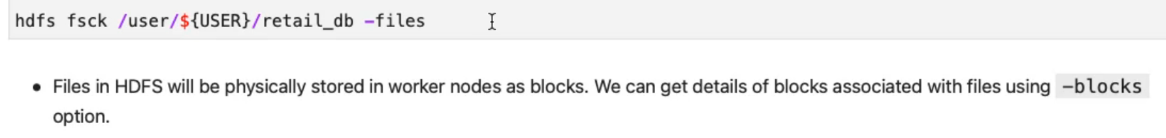 hdfs fsck /user/${USER}/retail_db -files
• Files in HDFS will be physically stored in worker nodes as blocks. We can get details of blocks associated with files using -blocks
option.